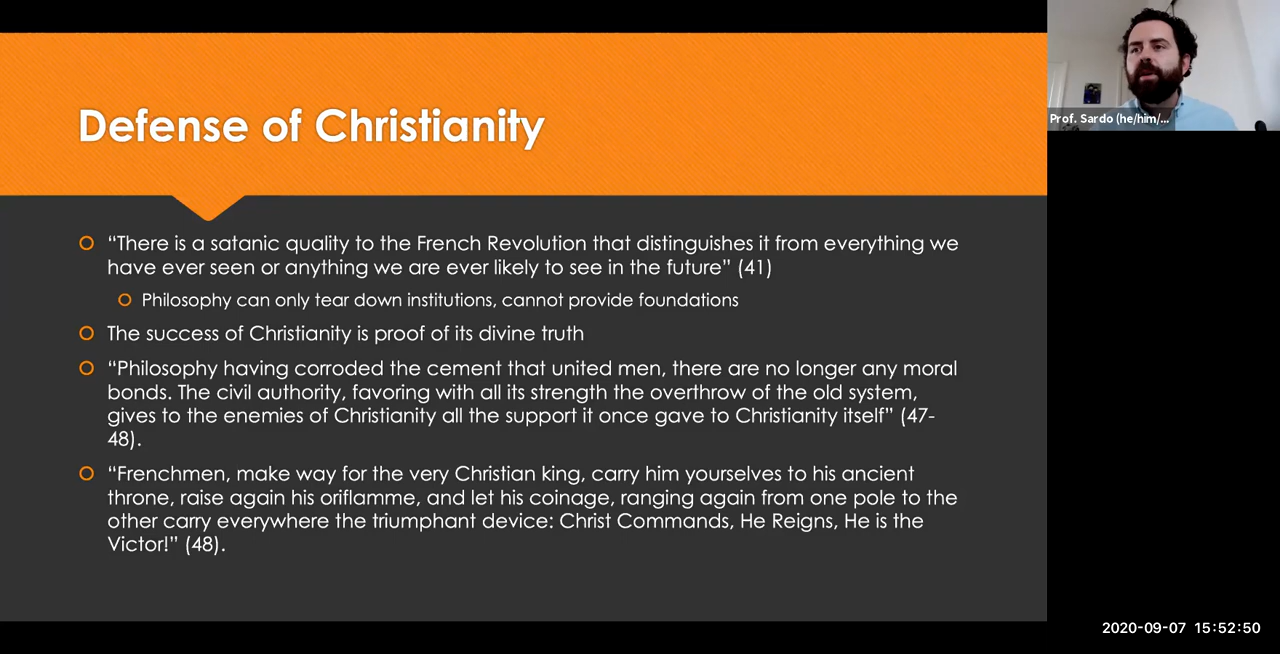 Defense of Christianity
“There is a satanic quality to the French Revolution that distinguishes it from everything we
have ever seen or anything we are ever likely to see in the future” (41)
Philosophy can only tear down institutions, cannot provide foundations
The success of Christianity is proof of its divine truth
“Philosophy having corroded the cement that united men, there are no longer any moral
bonds. The civil authority, favoring with all its strength the overthrow of the old system,
gives to the enemies of Christianity all the support it once gave to Christianity itself” (47-
48).
“Frenchmen, make way for the very Christian king, carry him yourselves to his ancient
throne, raise again his oriflamme, and let his coinage, ranging again from one pole to the
other carry everywhere the triumphant device: Christ Commands, He Reigns, He is the
Victor!” (48).
Prof. Sardo (he/him/...
2020-09-07 15:52:50